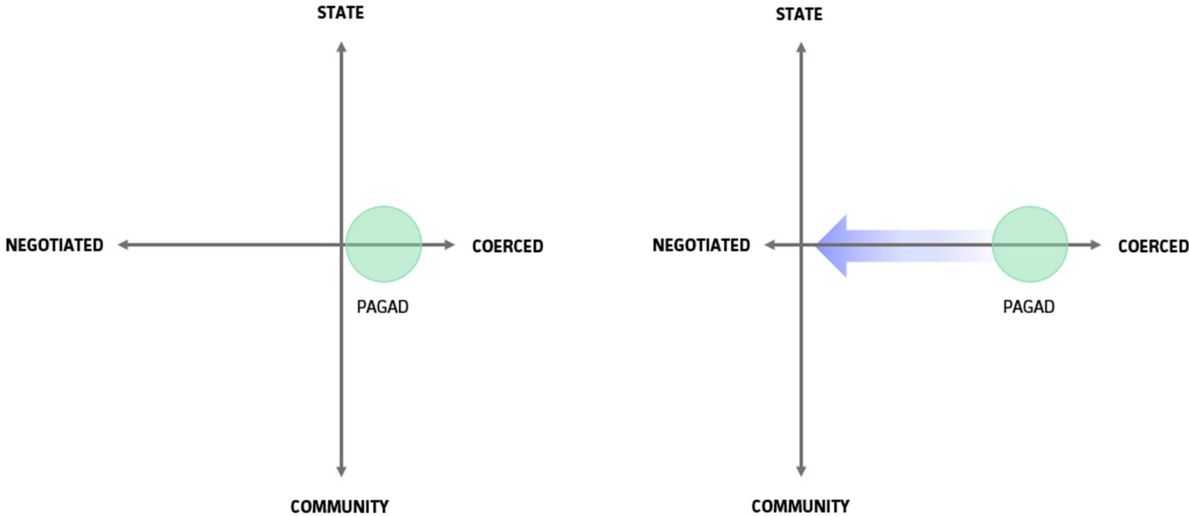 STATE
NEGOTIATED
COERCED
PAGAD
COMMUNITY
STATE
NEGOTIATED
COERCED
PAGAD
COMMUNITY